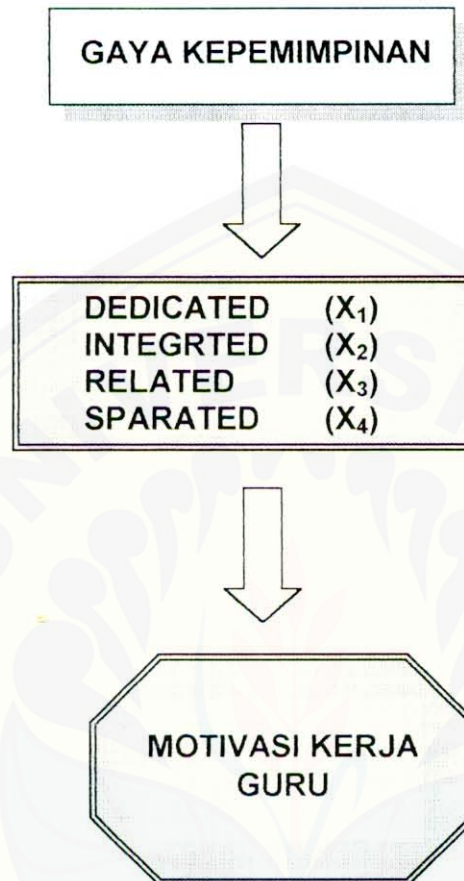 GAYA KEPEMIMPINAN
DEDICATED (X₁)
INTEGRTED (X₂)
RELATED (X₃)
SPARATED (X₄)
MOTIVASI KERJA
GURU